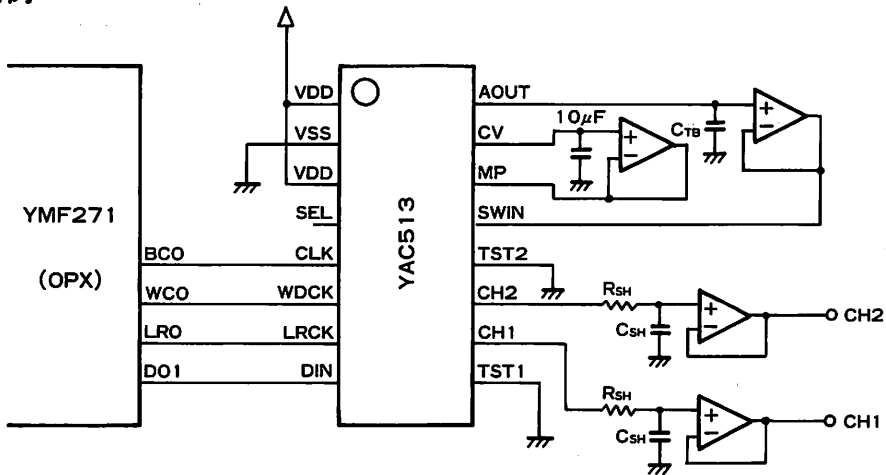 YMF271
(OPX)
BCO
WCO
LRO
DO1
VDD
VSS
VDD
SEL
CLK
WDCK
LRCK
DIN
YAC513
AOUT
CV
MP
SWIN
TST2
CH2
CH1
TST1
10µF
CTB
RSH
CSH
CH2
RSH
CSH
CH1